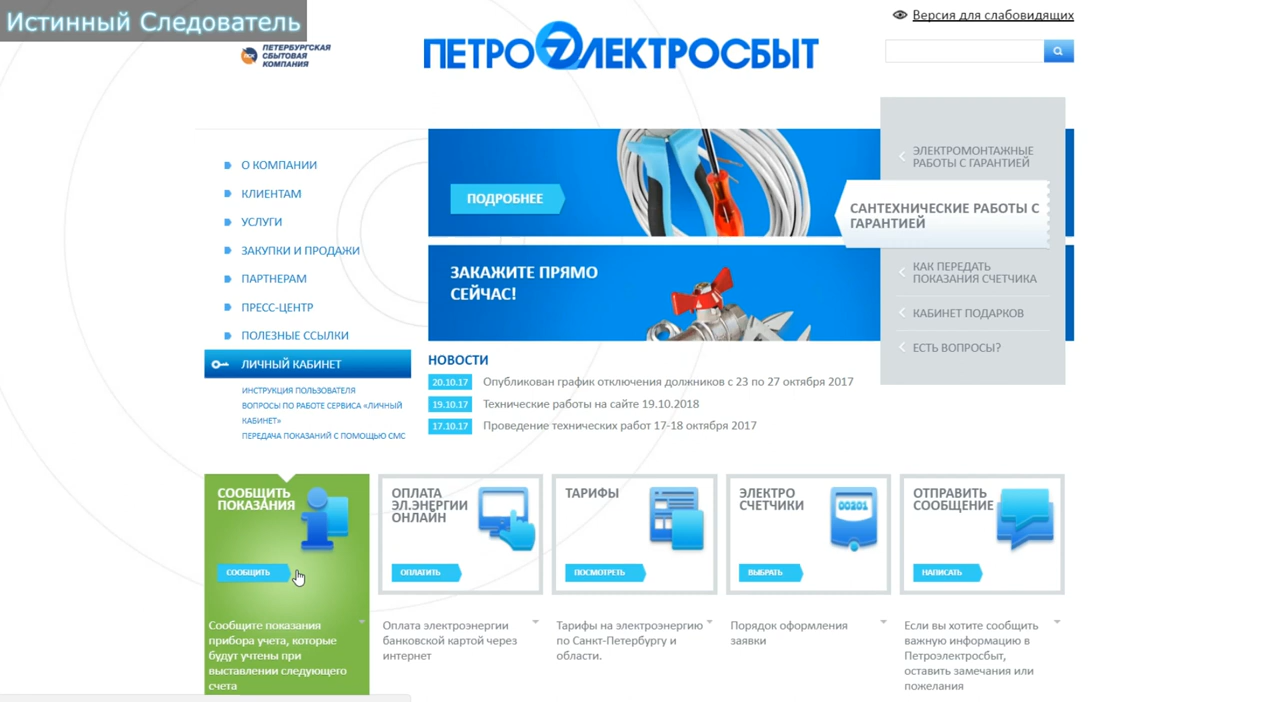 Истинный Следователь
Версия для слабовидящих
ПЕТЕРБУРГСКАЯ
СБЫТОВАЯ
КОМПАНИЯ
ПЕТРОЭЛЕКТРОСБЫТ
О КОМПАНИИ
КЛИЕНТАМ
УСЛУГИ
ЗАКУПКИ И ПРОДАЖИ
ПАРТНЕРАМ
ПРЕСС-ЦЕНТР
ПОЛЕЗНЫЕ ССЫЛКИ
ЛИЧНЫЙ КАБИНЕТ
ИНСТРУКЦИЯ ПОЛЬЗОВАТЕЛЯ
ВОПРОСЫ ПО РАБОТЕ СЕРВИСА «ЛИЧНЫЙ
КАБИНЕТ»
ПЕРЕДАЧА ПОКАЗАНИЙ С ПОМОЩЬЮ СМС
ПОДРОБНЕЕ
ЗАКАЖИТЕ ПРЯМО
СЕЙЧАС!
ЭЛЕКТРОМОНТАЖНЫЕ
РАБОТЫ С ГАРАНТИЕЙ
САНТЕХНИЧЕСКИЕ РАБОТЫ С
ГАРАНТИЕЙ
КАК ПЕРЕДАТЬ
ПОКАЗАНИЯ СЧЕТЧИКА
КАБИНЕТ ПОДАРКОВ
ЕСТЬ ВОПРОСЫ?
НОВОСТИ
20.10.17 Опубликован график отключения должников с 23 по 27 октября 2017
19.10.17 Технические работы на сайте 19.10.2018
17.10.17 Проведение технических работ 17-18 октября 2017
СООБЩИТЬ
ПОКАЗАНИЯ
СООБЩИТЬ
Сообщите показания
прибора учета, которые
будут учтены при
выставлении следующего
счета
ОПЛАТА
ЭЛ.ЭНЕРГИИ
ОНЛАЙН
ОПЛАТИТЬ
Оплата электроэнергии
банковской картой через
интернет
ТАРИФЫ
ПОСМОТРЕТЬ
Тарифы на электроэнергию
по Санкт-Петербургу и
области.
ЭЛЕКТРО
СЧЕТЧИКИ
00201
ВЫБРАТЬ
Порядок оформления
заявки
ОТПРАВИТЬ
СООБЩЕНИЕ
НАПИСАТЬ
Если вы хотите сообщить
важную информацию в
Петроэлектросбыт,
оставить замечания или
пожелания